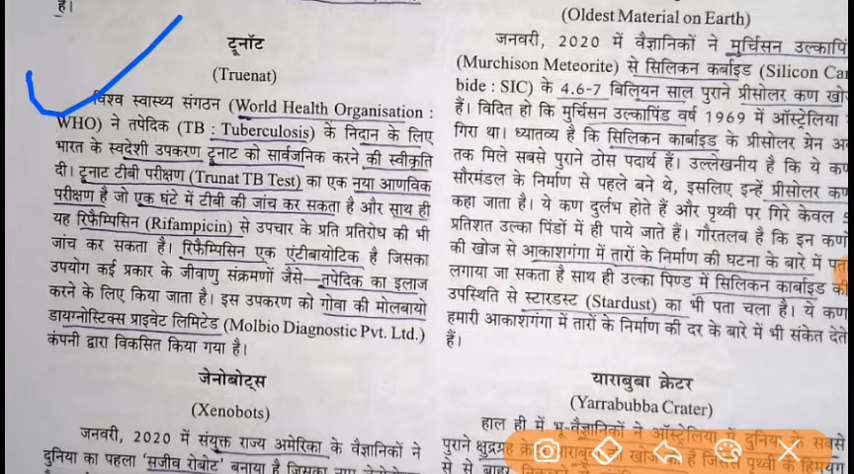 है।
टूनॉट
(Truenat)
विश्व स्वास्थ्य संगठन (World Health Organisation :
WHO) ने तपेदिक (TB : Tuberculosis) के निदान के लिए
भारत के स्वदेशी उपकरण टूनाट को सार्वजनिक करने की स्वीकृति
दी। टूनाट टीबी परीक्षण (Trunat TB Test) का एक नया आणविक
परीक्षण है जो एक घंटे में टीबी की जांच कर सकता है और साथ ही
यह रिफैम्पिसिन (Rifampicin) से उपचार के प्रति प्रतिरोध की भी
जांच कर सकता है। रिफैम्पिसिन एक एंटीबायोटिक है जिसका
उपयोग कई प्रकार के जीवाणु संक्रमणों जैसे—तपेदिक का इलाज
करने के लिए किया जाता है। इस उपकरण को गोवा की मोलबायो
डायग्नोस्टिक्स प्राइवेट लिमिटेड (Molbio Diagnostic Pvt. Ltd.)
कंपनी द्वारा विकसित किया गया है।
जेनोबोट्स
(Xenobots)
जनवरी, 2020 में संयुक्त राज्य अमेरिका के वैज्ञानिकों ने
दुनिया का पहला ‘सजीव रोबोट’ बनाया है जिसका
(Oldest Material on Earth)
जनवरी, 2020 में वैज्ञानिकों ने मुर्चिसन उल्कापिं
(Murchison Meteorite) से सिलिकन कर्बाइड (Silicon Car
bide : SIC) के 4.6-7 बिलियन साल पुराने प्रीसोलर कण खो
हैं। विदित हो कि मुर्चिसन उल्कापिंड वर्ष 1969 में ऑस्ट्रेलिया
गिरा था। ध्यातव्य है कि सिलिकन कार्बाइड के प्रीसोलर ग्रेन अ
तक मिले सबसे पुराने ठोस पदार्थ हैं। उल्लेखनीय है कि ये कण
सौरमंडल के निर्माण से पहले बने थे, इसलिए इन्हें प्रीसोलर कण
कहा जाता है। ये कण दुर्लभ होते हैं और पृथ्वी पर गिरे केवल 5
प्रतिशत उल्का पिंडों में ही पाये जाते हैं। गौरतलब है कि इन कणों
की खोज से आकाशगंगा में तारों के निर्माण की घटना के बारे में पता
लगाया जा सकता है साथ ही उल्का पिण्ड में सिलिकन कार्बाइड की
उपस्थिति से स्टारडस्ट (Stardust) का भी पता चला है। ये कण
हमारी आकाशगंगा में तारों के निर्माण की दर के बारे में भी संकेत देते
हैं।
याराबुबा क्रेटर
(Yarrabubba Crater)
हाल ही में भू-वैज्ञानिकों ने ऑस्ट्रेलिया में दुनिया के सबसे
पुराने क्षुद्रग्रह